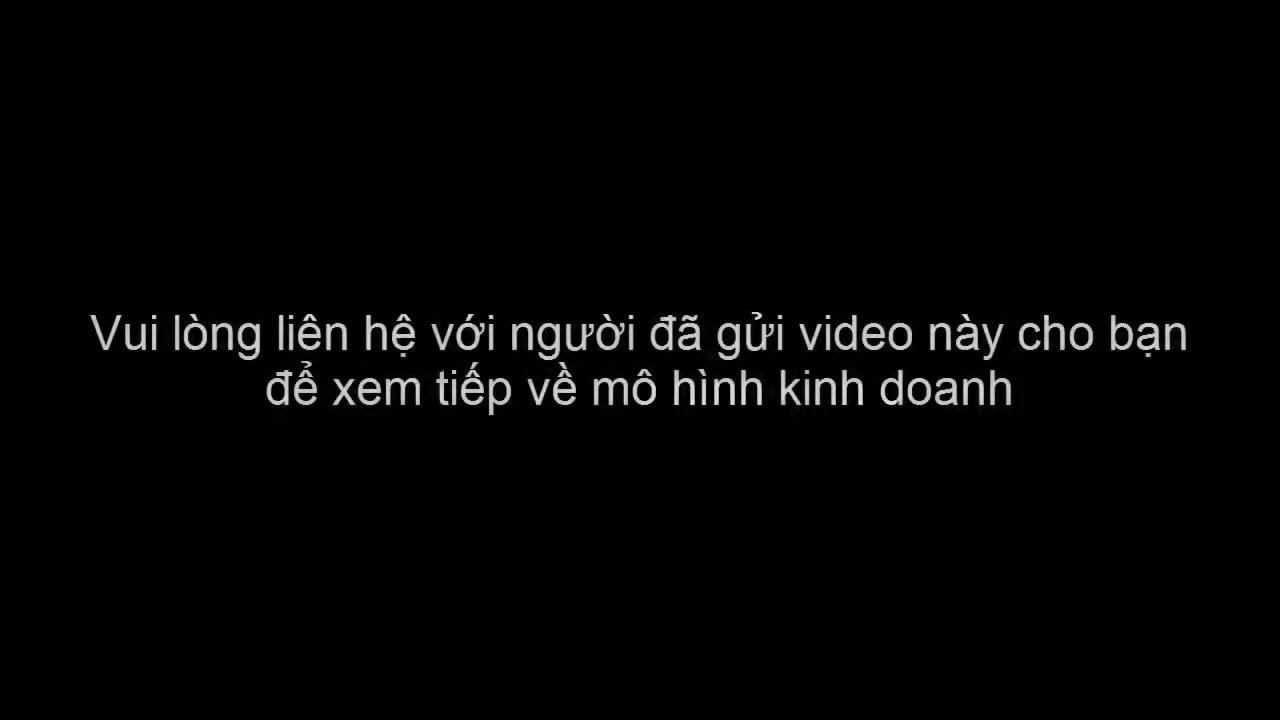 Vui lòng liên hệ với người đã gửi video này cho bạn
để xem tiếp về mô hình kinh doanh